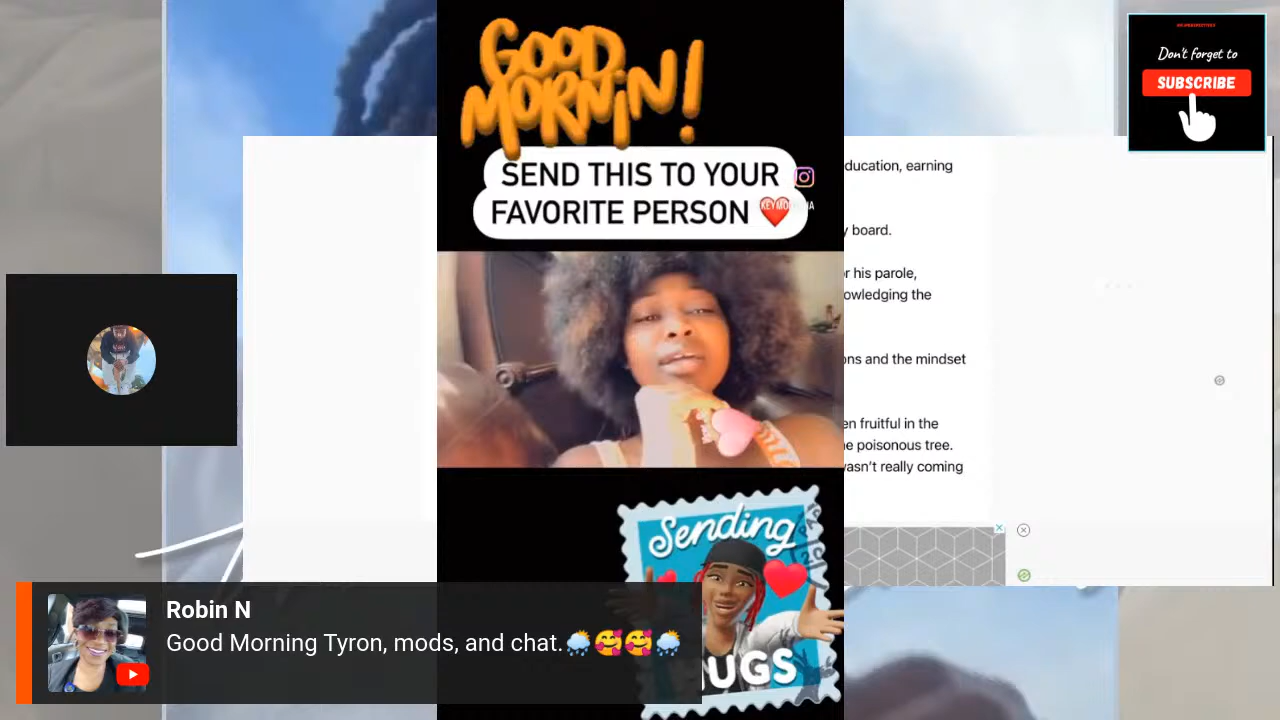 GOOD
MORNIN!
SEND THIS TO YOUR
FAVORITE PERSON ❤️
Don't forget to
SUBSCRIBE
ducation, earning
y board.
r his parole,
owledging the
ons and the mindset
en fruitful in the
e poisonous tree.
asn't really coming
Sending
HUGS
Robin N
Good Morning Tyron, mods, and chat.🌧️🥰🥰🌧️